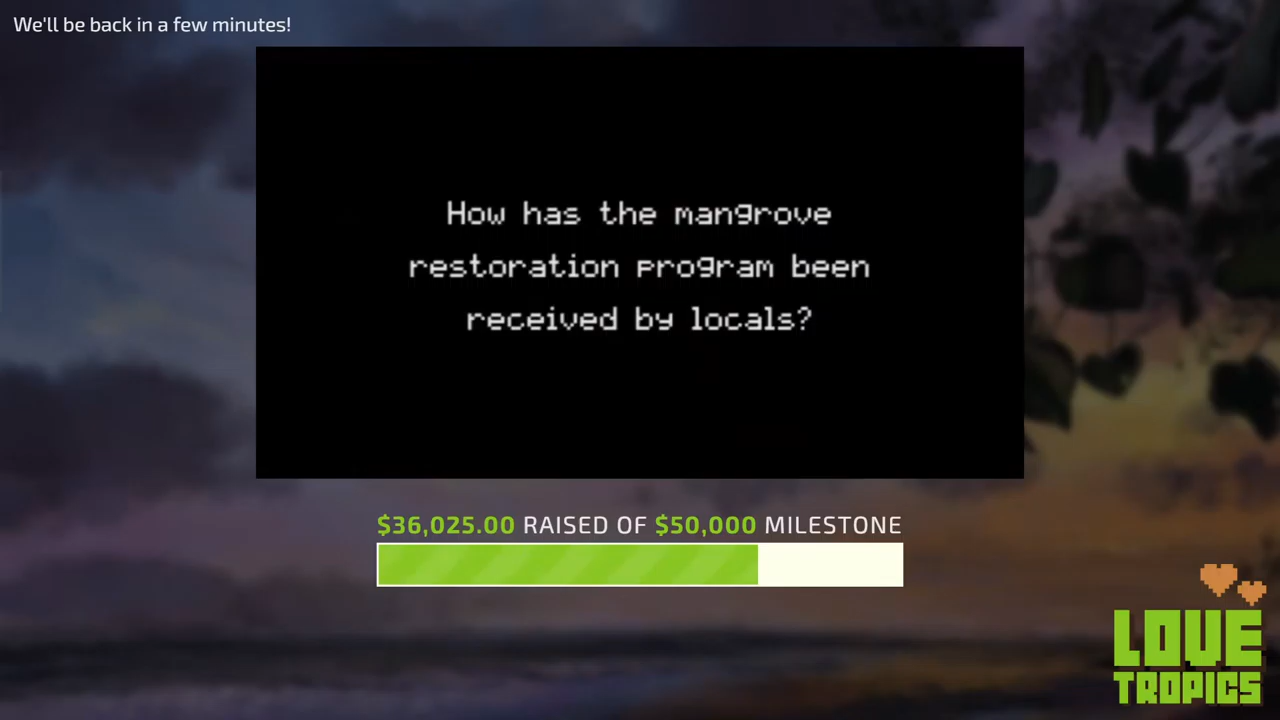 We'll be back in a few minutes!
How has the mangrove
restoration program been
received by locals?
$36,025.00 RAISED OF $50,000 MILESTONE
LOVE
TROPICS